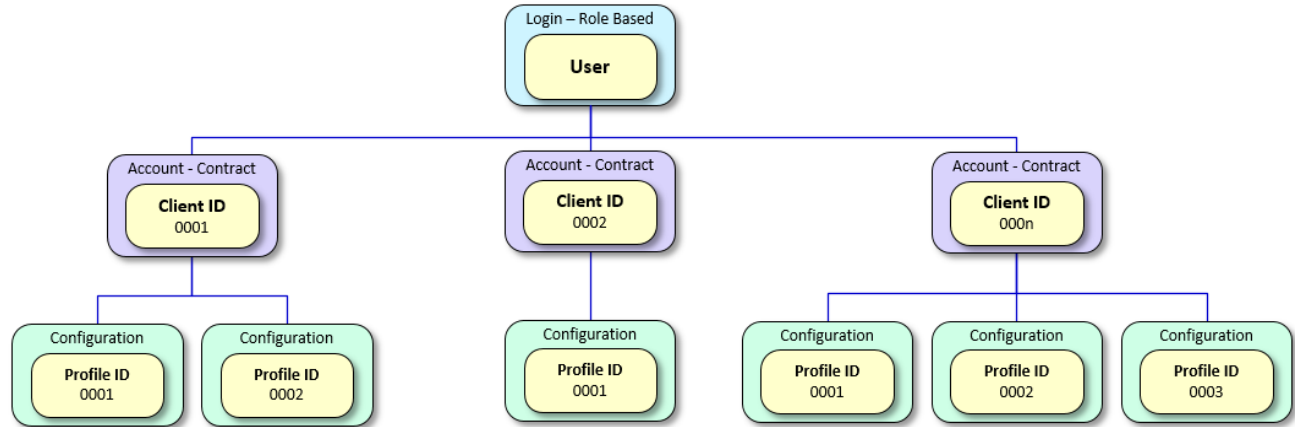 Login – Role Based
User
Account - Contract
Client ID
0001
Account - Contract
Client ID
0002
Account - Contract
Client ID
000n
Configuration
Profile ID
0001
Configuration
Profile ID
0002
Configuration
Profile ID
0001
Configuration
Profile ID
0001
Configuration
Profile ID
0002
Configuration
Profile ID
0003